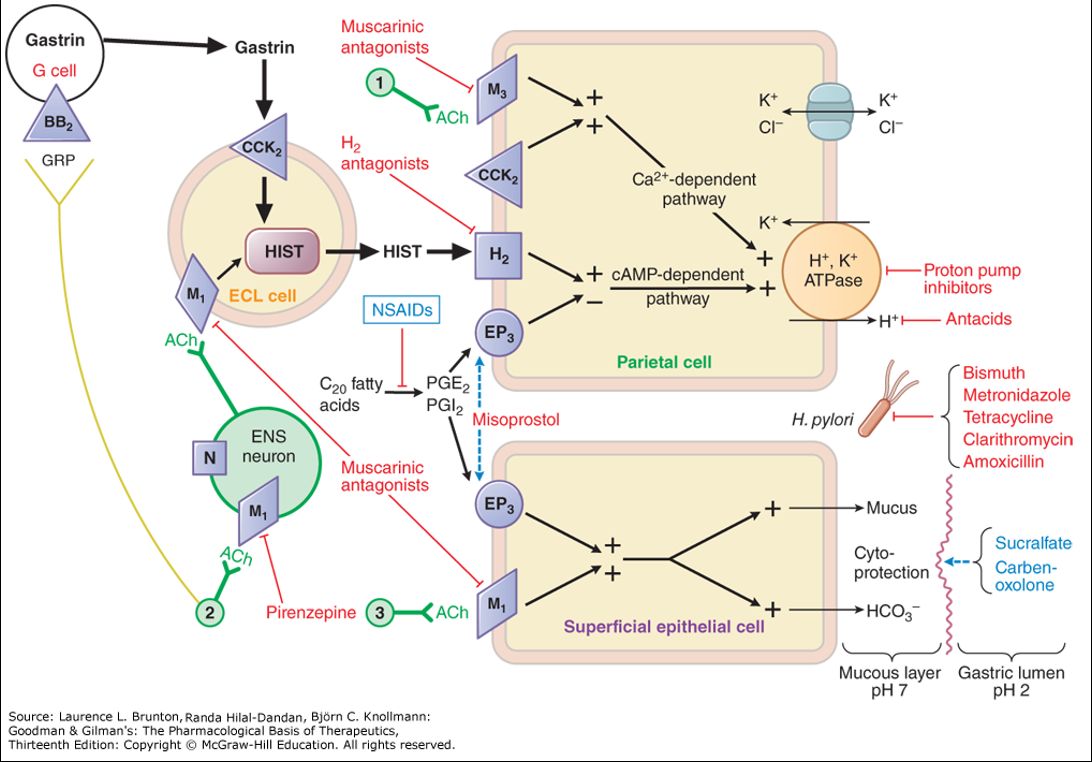 Gastrin
G cell
BB2
GRP
Gastrin
CCK2
HIST
ECL cell
M1
ACh
HIST
ENS
neuron
N
M1
ACh
2
Pirenzepine
Muscarinic
antagonists
1
ACh
M3
CCK2
H2
antagonists
H2
EP3
NSAIDs
C20 fatty
acids
PGE2
PGI2
Misoprostol
Muscarinic
antagonists
+
+
Ca2+-dependent
pathway
+
–
cAMP-dependent
pathway
+
+
Parietal cell
K+
Cl–
K+
Cl–
K+
H+, K+
ATPase
H+
Proton pump
inhibitors
Antacids
H. pylori
Bismuth
Metronidazole
Tetracycline
Clarithromycin
Amoxicillin
EP3
3
ACh
M1
+
+
+
+
Superficial epithelial cell
Mucus
Cyto-
protection
HCO3–
Sucralfate
Carben-
oxolone
Mucous layer
pH 7
Gastric lumen
pH 2
Source: Laurence L. Brunton, Randa Hilal-Dandan, Björn C. Knollmann:
Goodman & Gilman's: The Pharmacological Basis of Therapeutics,
Thirteenth Edition: Copyright © McGraw-Hill Education. All rights reserved.